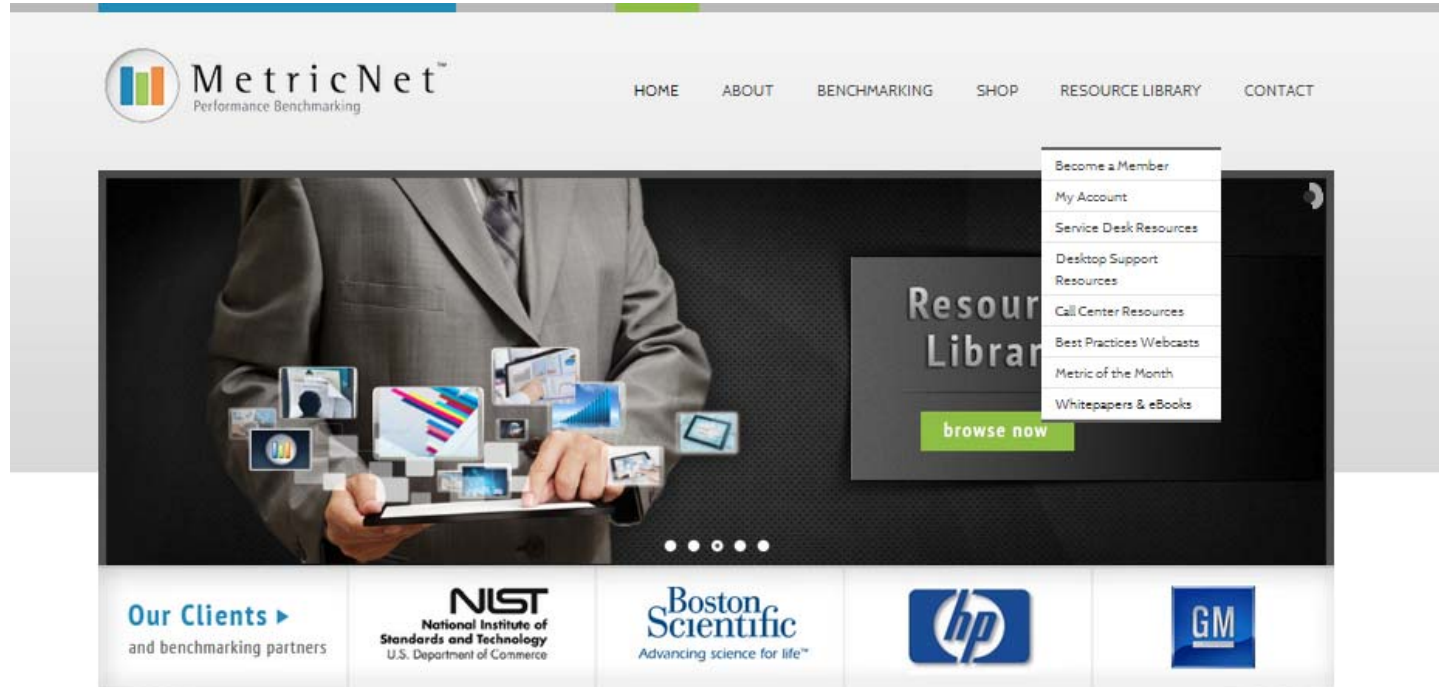 MetricNet™
Performance Benchmarking
HOME ABOUT BENCHMARKING SHOP RESOURCE LIBRARY CONTACT
Become a Member
My Account
Service Desk Resources
Desktop Support
Resources
Call Center Resources
Best Practices Webcasts
Metric of the Month
Whitepapers & eBooks
Resour
Librar
browse now
Our Clients ►
and benchmarking partners
NIST
National Institute of
Standards and Technology
U.S. Department of Commerce
Boston
Scientific
Advancing science for life™
hp
GM